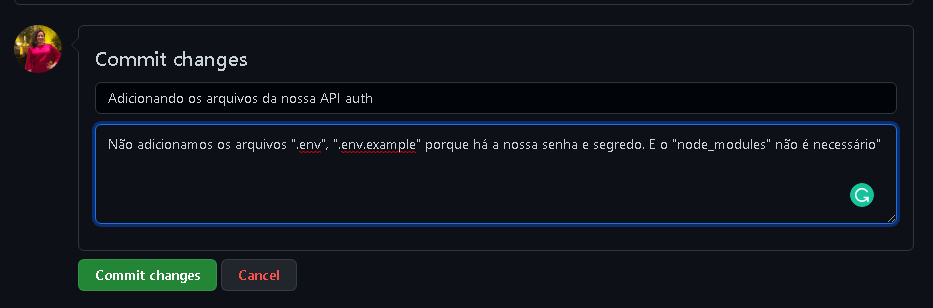 Commit changes
Adicionando os arquivos da nossa API auth
Não adicionamos os arquivos ".env", ".env.example" porque há a nossa senha e segredo. E o "node_modules" não é necessário"
Commit changes
Cancel